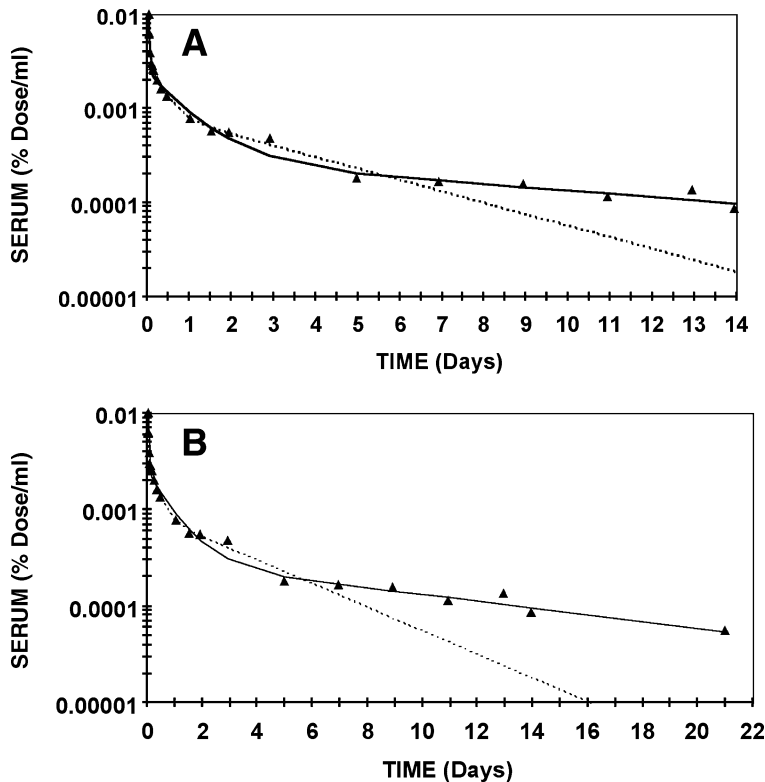 A
SERUM (% Dose/ml)
0.01
0.001
0.0001
0.00001
0 1 2 3 4 5 6 7 8 9 10 11 12 13 14
TIME (Days)
B
SERUM (% Dose/ml)
0.01
0.001
0.0001
0.00001
0 2 4 6 8 10 12 14 16 18 20 22
TIME (Days)